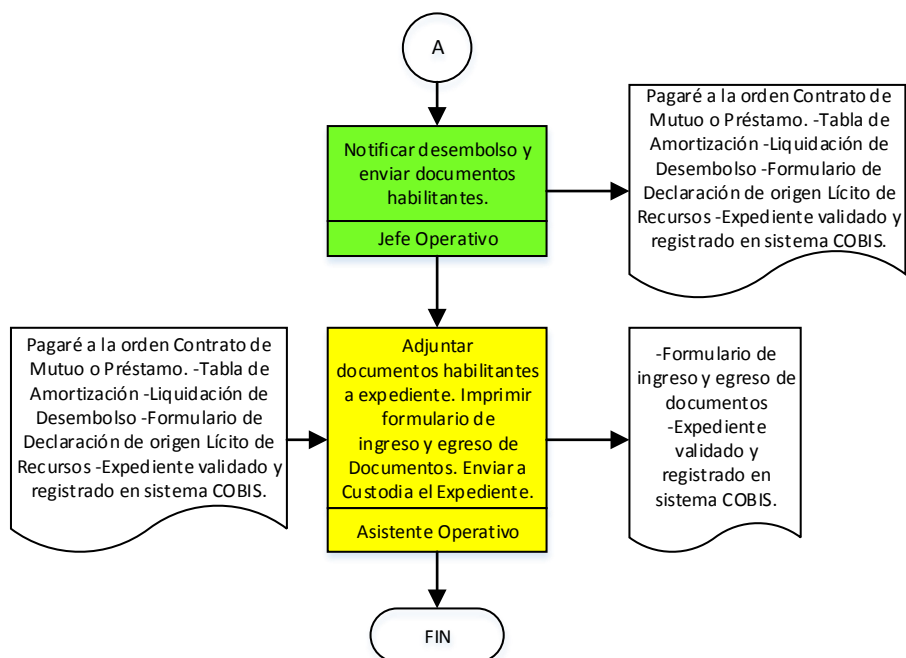 A
Notificar desembolso y
enviar documentos
habilitantes.
Jefe Operativo
Pagaré a la orden Contrato de
Mutuo o Préstamo. -Tabla de
Amortización -Liquidación de
Desembolso -Formulario de
Declaración de origen Lícito de
Recursos -Expediente validado y
registrado en sistema COBIS.
Pagaré a la orden Contrato de
Mutuo o Préstamo. -Tabla de
Amortización -Liquidación de
Desembolso -Formulario de
Declaración de origen Lícito de
Recursos -Expediente validado y
registrado en sistema COBIS.
Adjuntar
documentos habilitantes
a expediente. Imprimir
formulario de
ingreso y egreso de
Documentos. Enviar a
Custodia el Expediente.
Asistente Operativo
-Formulario de
ingreso y egreso de
documentos
-Expediente
validado y
registrado en
sistema COBIS.
FIN